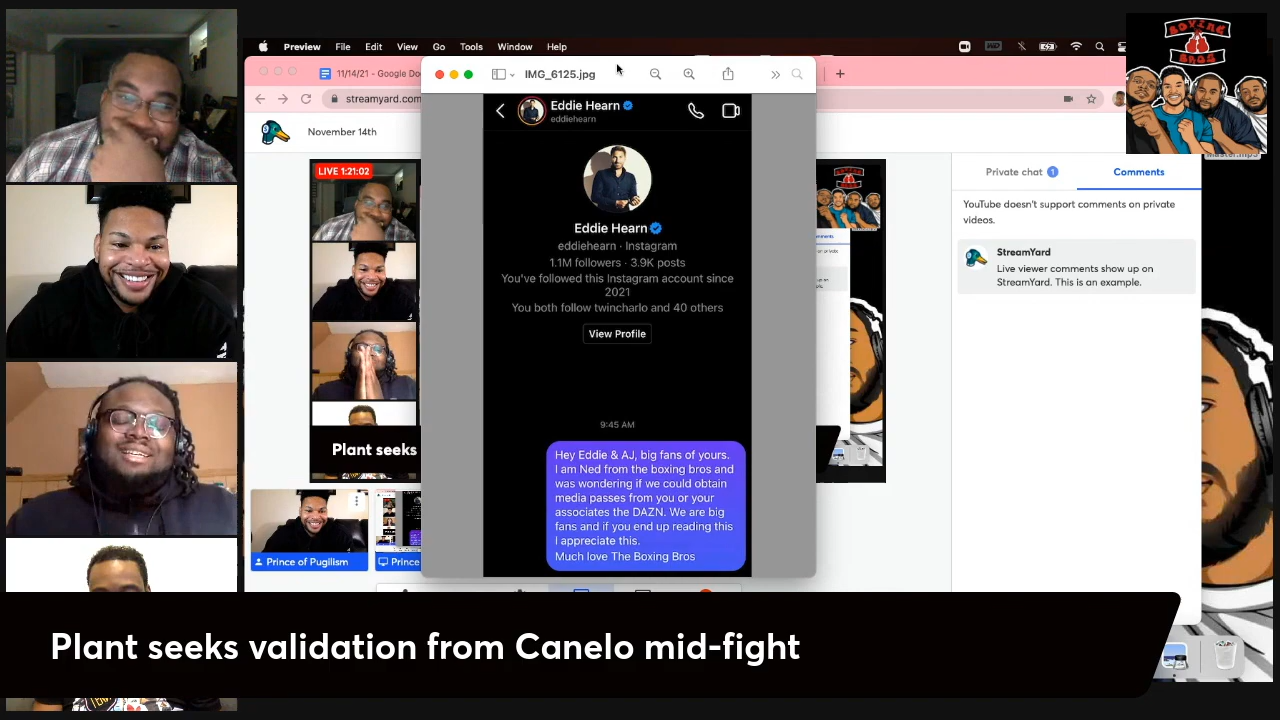 BOXING
BROS
Preview File Edit View Go Tools Window Help
11/14/21 - Google Do
IMG_6125.jpg
streamyard.com
November 14th
LIVE 1:21:02
Plant seeks
Prince of Pugilism
Prince
Eddie Hearn
eddiehearn
Eddie Hearn
eddiehearn · Instagram
1.1M followers · 3.9K posts
You've followed this Instagram account since
2021
You both follow twincharlo and 40 others
View Profile
9:45 AM
Hey Eddie & AJ, big fans of yours.
I am Ned from the boxing bros and
was wondering if we could obtain
media passes from you or your
associates the DAZN. We are big
fans and if you end up reading this
I appreciate this.
Much love The Boxing Bros
Private chat 1
Comments
YouTube doesn't support comments on private
videos.
StreamYard
Live viewer comments show up on
StreamYard. This is an example.
Plant seeks validation from Canelo mid-fight